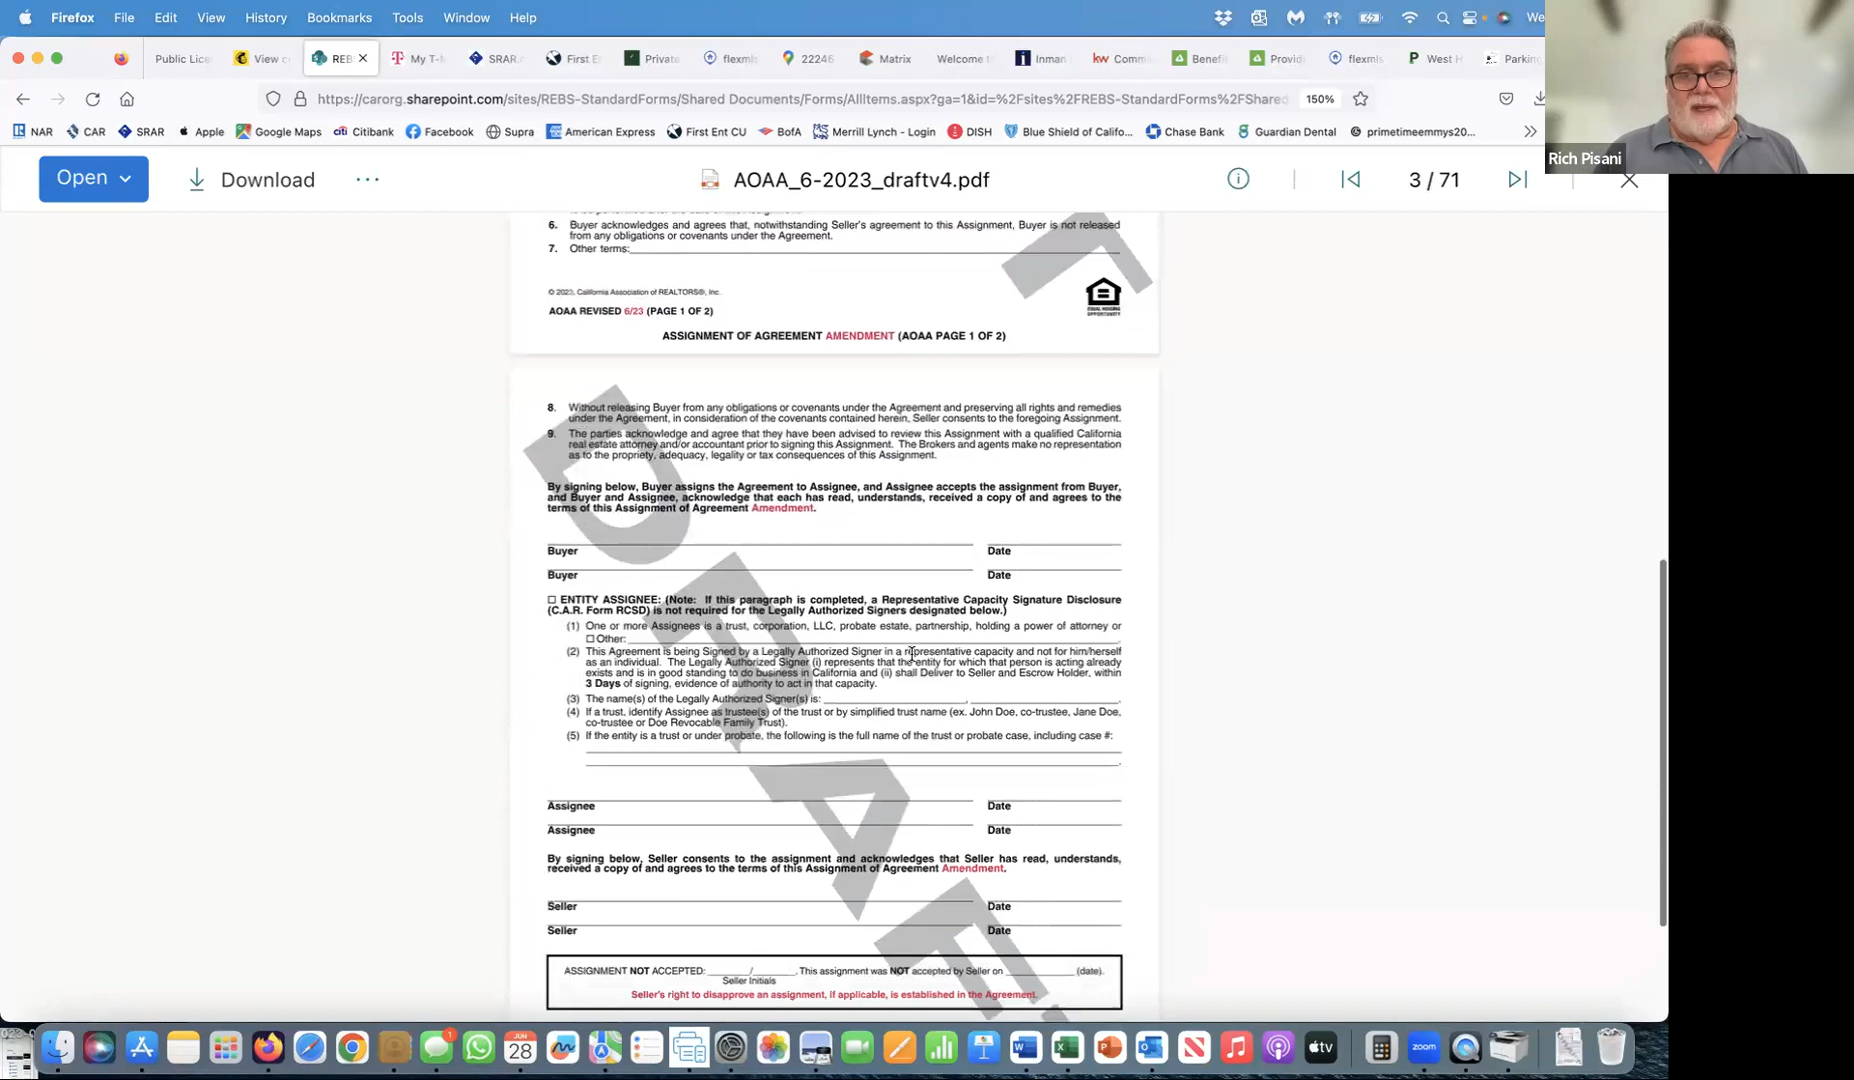 Firefox File Edit View History Bookmarks Tools Window Help We
Public Lice View c REBS My T-M SRAR. First E Private flexmls 22246 Matrix Welcome t Inman kw Comma Benefi Provid flexmls West H Parking
https://carorg.sharepoint.com/sites/REBS-StandardForms/Shared Documents/Forms/AllItems.aspx?ga=1&id=%2Fsites%2FREBS-StandardForms%2FShared 150%
NAR CAR SRAR Apple Google Maps citi Citibank Facebook Supra American Express First Ent CU BofA Merrill Lynch - Login DISH Blue Shield of Califo... Chase Bank Guardian Dental primetimeemmys20...
Rich Pisani
Open Download ... AOAA_6-2023_draftv4.pdf 3 / 71
6. Buyer acknowledges and agrees that, notwithstanding Seller's agreement to this Assignment, Buyer is not released
from any obligations or covenants under the Agreement.
7. Other terms:
© 2023, California Association of REALTORS®, Inc.
EQUAL HOUSING
OPPORTUNITY
AOAA REVISED 6/23 (PAGE 1 OF 2)
ASSIGNMENT OF AGREEMENT AMENDMENT (AOAA PAGE 1 OF 2)
8. Without releasing Buyer from any obligations or covenants under the Agreement and preserving all rights and remedies
under the Agreement, in consideration of the covenants contained herein, Seller consents to the foregoing Assignment.
9. The parties acknowledge and agree that they have been advised to review this Assignment with a qualified California
real estate attorney and/or accountant prior to signing this Assignment. The Brokers and agents make no representation
as to the propriety, adequacy, legality or tax consequences of this Assignment.
By signing below, Buyer assigns the Agreement to Assignee, and Assignee accepts the assignment from Buyer,
and Buyer and Assignee, acknowledge that each has read, understands, received a copy of and agrees to the
terms of this Assignment of Agreement Amendment.
Buyer Date
Buyer Date
☐ ENTITY ASSIGNEE: (Note: If this paragraph is completed, a Representative Capacity Signature Disclosure
(C.A.R. Form RCSD) is not required for the Legally Authorized Signers designated below.)
(1) One or more Assignees is a trust, corporation, LLC, probate estate, partnership, holding a power of attorney or
☐ Other: .
(2) This Agreement is being Signed by a Legally Authorized Signer in a representative capacity and not for him/herself
as an individual. The Legally Authorized Signer (i) represents that the entity for which that person is acting already
exists and is in good standing to do business in California and (ii) shall Deliver to Seller and Escrow Holder, within
3 Days of signing, evidence of authority to act in that capacity.
(3) The name(s) of the Legally Authorized Signer(s) is: , .
(4) If a trust, identify Assignee as trustee(s) of the trust or by simplified trust name (ex. John Doe, co-trustee, Jane Doe,
co-trustee or Doe Revocable Family Trust).
(5) If the entity is a trust or under probate, the following is the full name of the trust or probate case, including case #:
.
Assignee Date
Assignee Date
By signing below, Seller consents to the assignment and acknowledges that Seller has read, understands,
received a copy of and agrees to the terms of this Assignment of Agreement Amendment.
Seller Date
Seller Date
ASSIGNMENT NOT ACCEPTED: / . This assignment was NOT accepted by Seller on (date).
Seller Initials
Seller's right to disapprove an assignment, if applicable, is established in the Agreement.
DRAF
T
1 JUN 28 zoom tv